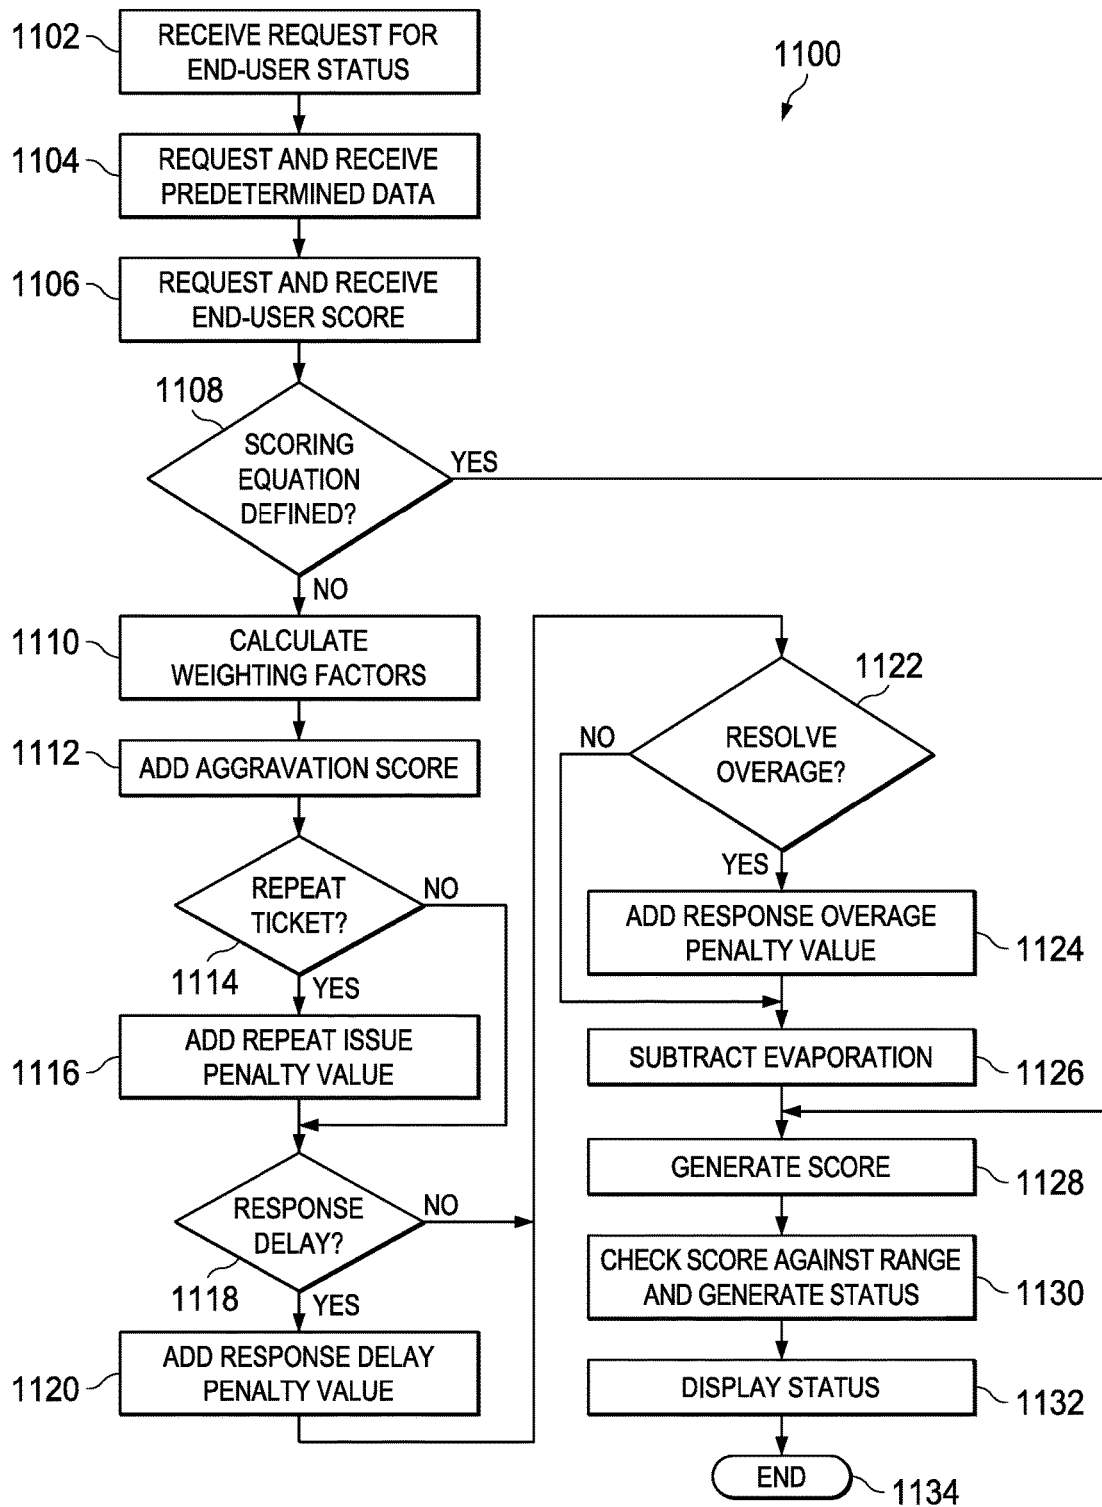 1102
RECEIVE REQUEST FOR
END-USER STATUS
1100
1104
REQUEST AND RECEIVE
PREDETERMINED DATA
1106
REQUEST AND RECEIVE
END-USER SCORE
1108
SCORING
EQUATION
DEFINED?
YES
NO
1110
CALCULATE
WEIGHTING FACTORS
1112
ADD AGGRAVATION SCORE
REPEAT
TICKET?
NO
1114
YES
1116
ADD REPEAT ISSUE
PENALTY VALUE
RESPONSE
DELAY?
NO
1118
YES
1120
ADD RESPONSE DELAY
PENALTY VALUE
1122
RESOLVE
OVERAGE?
NO
YES
ADD RESPONSE OVERAGE
PENALTY VALUE
1124
SUBTRACT EVAPORATION
1126
GENERATE SCORE
1128
CHECK SCORE AGAINST RANGE
AND GENERATE STATUS
1130
DISPLAY STATUS
1132
END
1134